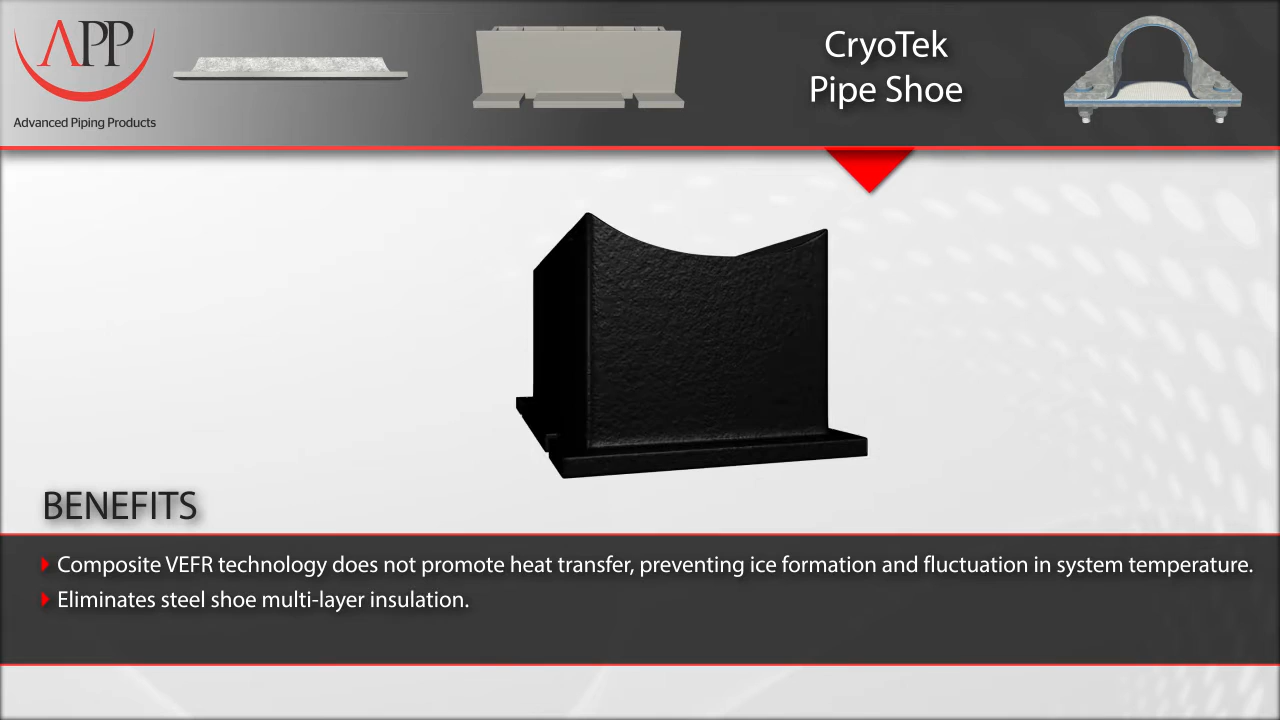 APP
Advanced Piping Products
CryoTek
Pipe Shoe
BENEFITS
Composite VEFR technology does not promote heat transfer, preventing ice formation and fluctuation in system temperature.
Eliminates steel shoe multi-layer insulation.